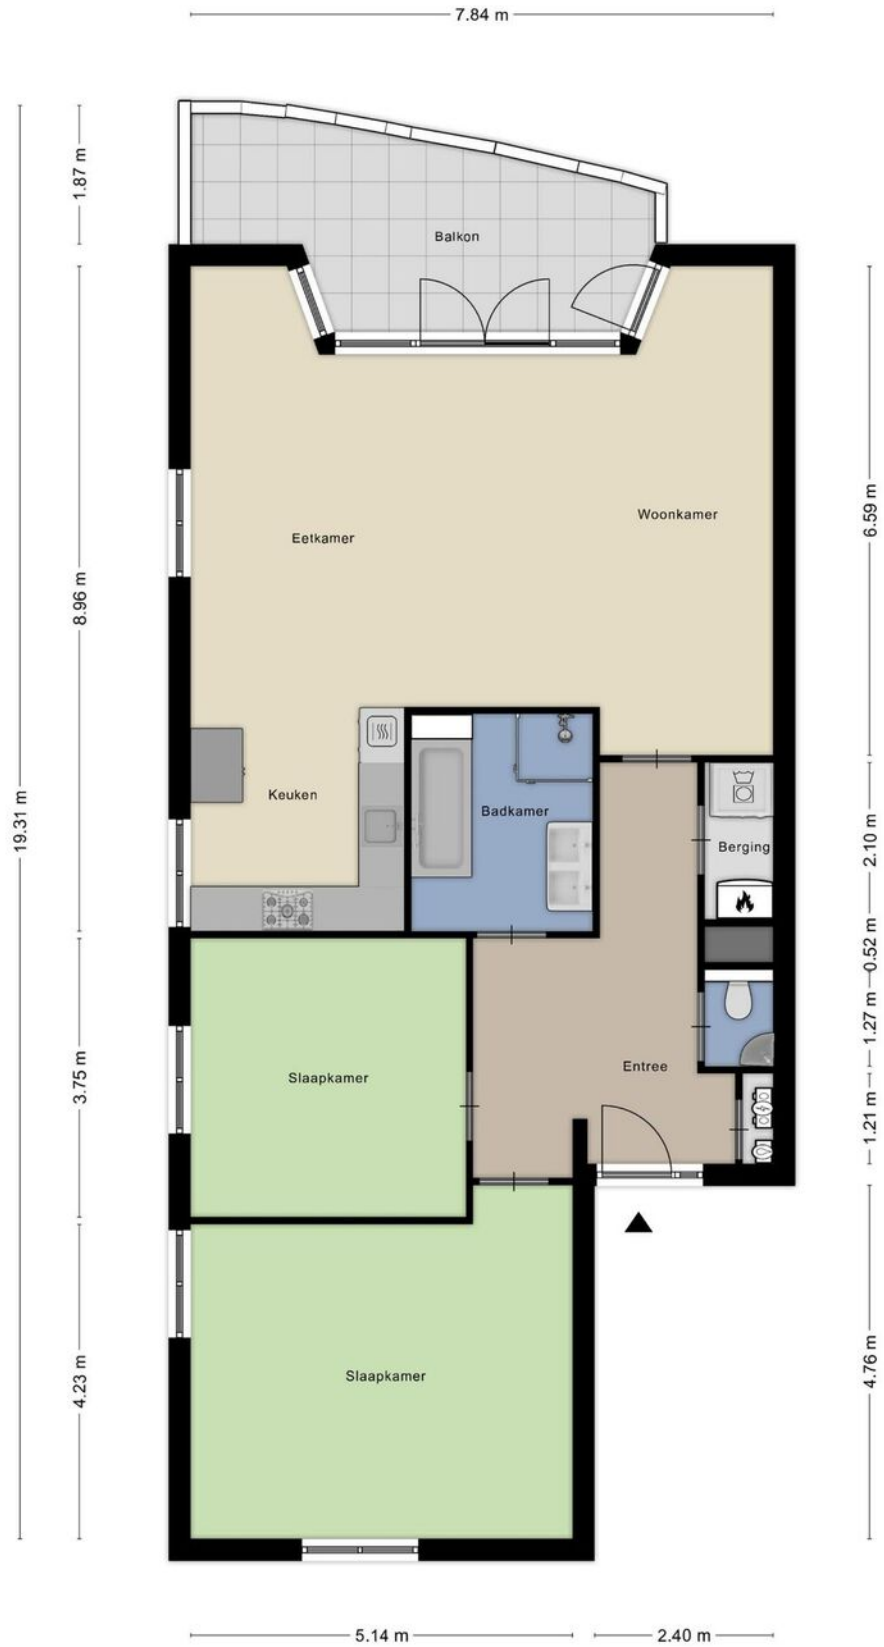 7.84 m
1.87 m
Balkon
Woonkamer
6.59 m
Eetkamer
8.96 m
19.31 m
Keuken
Badkamer
Berging
2.10 m
0.52 m
1.27 m
Entree
Slaapkamer
3.75 m
1.21 m
Slaapkamer
4.23 m
4.76 m
5.14 m
2.40 m